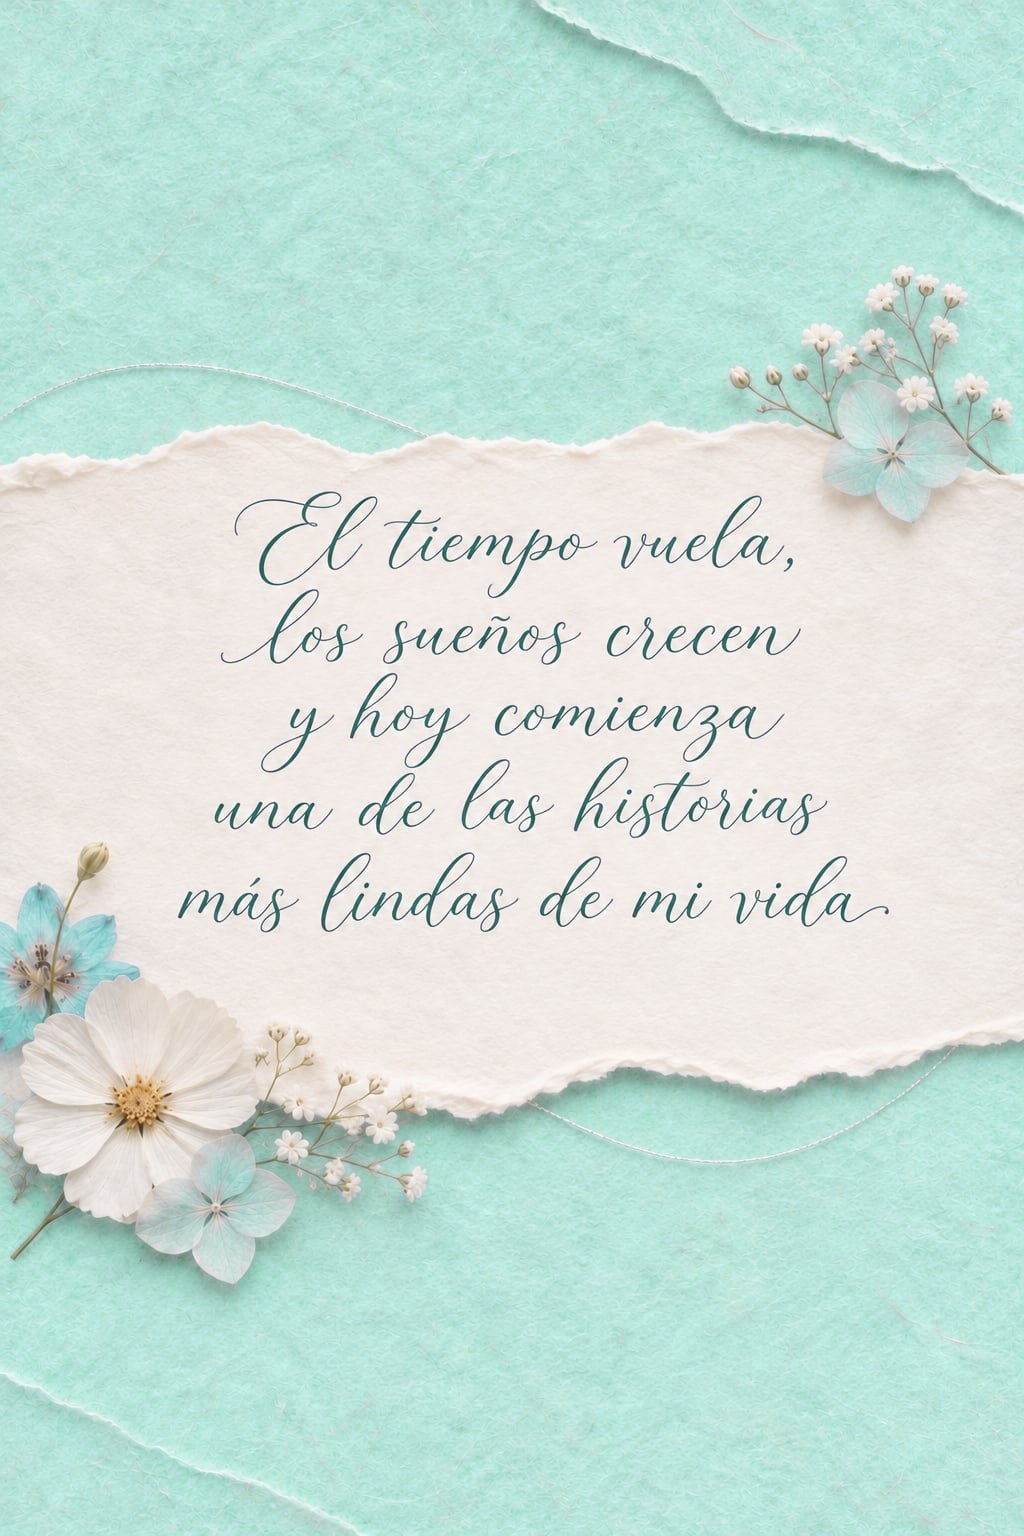 El tiempo vuela,
los sueños crecen
y hoy comienza
una de las historias
más lindas de mi vida.